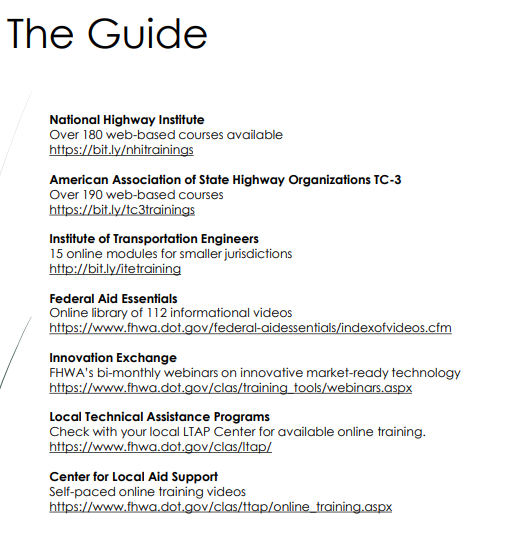 The Guide
National Highway Institute
Over 180 web-based courses available
https://bit.ly/nhitrainings
American Association of State Highway Organizations TC-3
Over 190 web-based courses
https://bit.ly/tc3trainings
Institute of Transportation Engineers
15 online modules for smaller jurisdictions
http://bit.ly/itetraining
Federal Aid Essentials
Online library of 112 informational videos
https://www.fhwa.dot.gov/federal-aidessentials/indexofvideos.cfm
Innovation Exchange
FHWA's bi-monthly webinars on innovative market-ready technology
https://www.fhwa.dot.gov/clas/training_tools/webinars.aspx
Local Technical Assistance Programs
Check with your local LTAP Center for available online training.
https://www.fhwa.dot.gov/clas/ltap/
Center for Local Aid Support
Self-paced online training videos
https://www.fhwa.dot.gov/clas/ttap/online_training.aspx